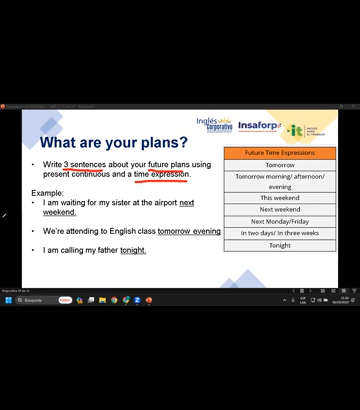 Inglés
corporativo
Insaforp
it
What are your plans?
• Write 3 sentences about your future plans using
present continuous and a time expression.
Example:
• I am waiting for my sister at the airport next
weekend.
• We're attending to English class tomorrow evening
• I am calling my father tonight.
Future Time Expressions
Tomorrow
Tomorrow morning/ afternoon/
evening
This weekend
Next weekend
Next Monday/Friday
In two days/ In three weeks
Tonight
Búsqueda
ESP